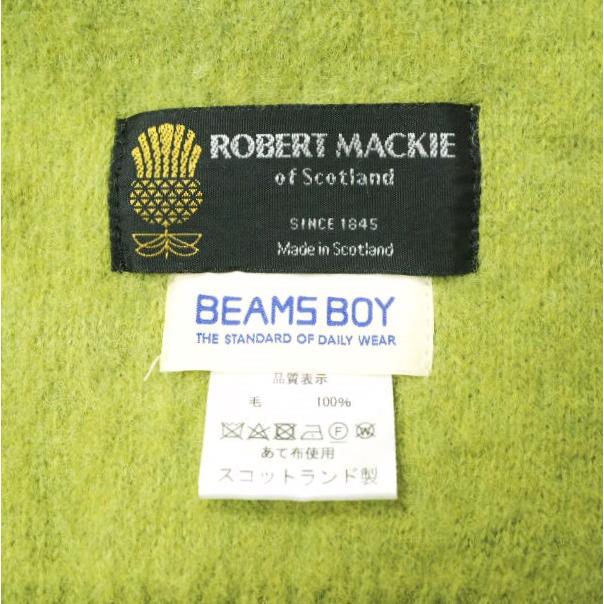 ROBERT MACKIE
of Scotland
SINCE 1845
Made in Scotland
BEAMS BOY
THE STANDARD OF DAILY WEAR
品質表示
毛 100%
F W
あて布使用
スコットランド製